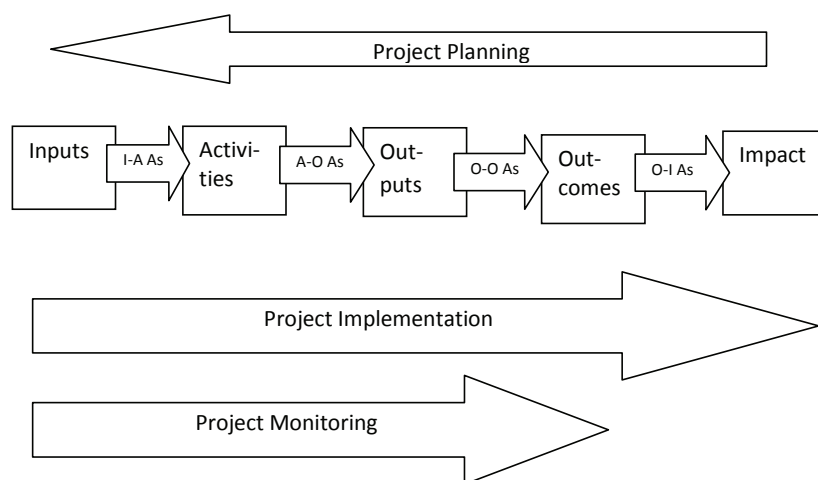 Project Planning
Inputs
I-A As
Activi-
ties
A-O As
Out-
puts
O-O As
Out-
comes
O-I As
Impact
Project Implementation
Project Monitoring